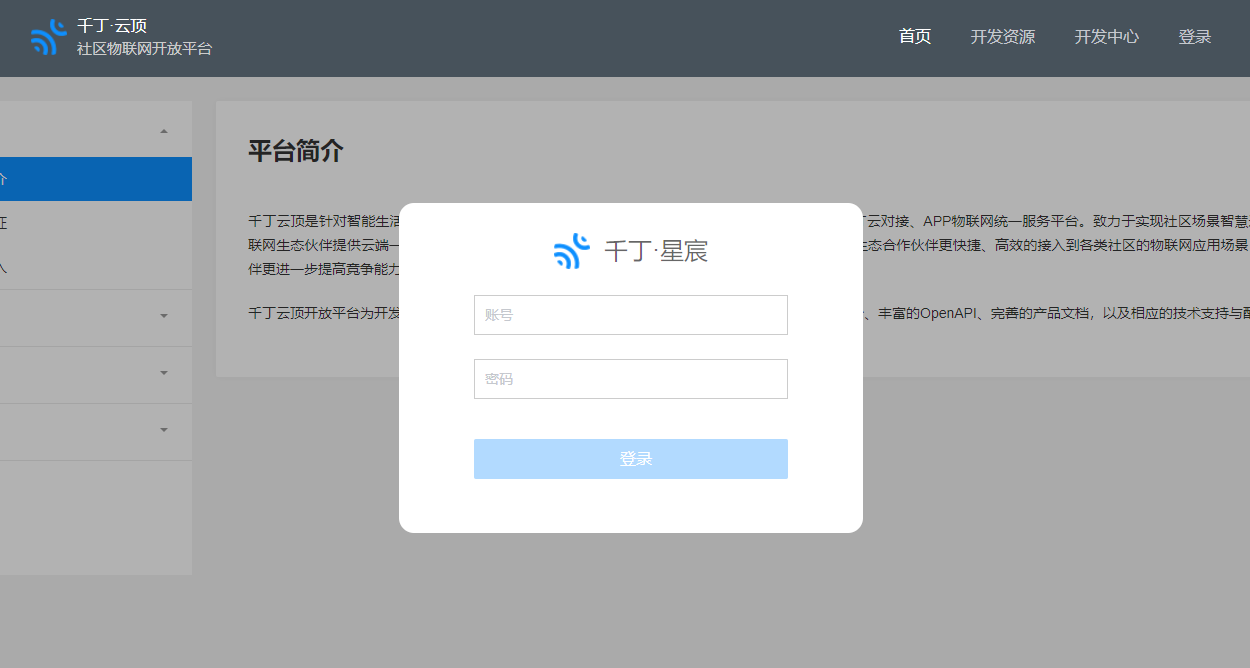 千丁·云顶
社区物联网开放平台
首页
开发资源
开发中心
登录
介
证
入
平台简介
千丁云顶是针对智能生活
丁云对接、APP物联网统一服务平台。致力于实现社区场景智慧
联网生态伙伴提供云端一
生态合作伙伴更快捷、高效的接入到各类社区的物联网应用场景
伴更进一步提高竞争能力
千丁云顶开放平台为开发
、丰富的OpenAPI、完善的产品文档，以及相应的技术支持与配
千丁·星宸
账号
密码
登录